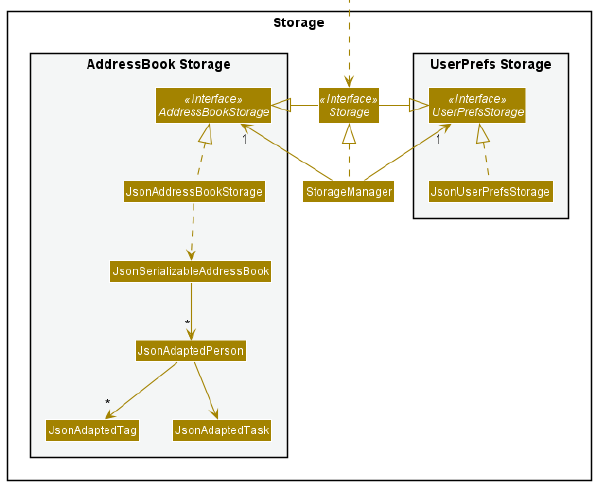 Storage
AddressBook Storage
UserPrefs Storage
«Interface»
AddressBookStorage
«Interface»
Storage
«Interface»
UserPrefsStorage
1
1
JsonAddressBookStorage
StorageManager
JsonUserPrefsStorage
JsonSerializableAddressBook
*
JsonAdaptedPerson
*
JsonAdaptedTag
JsonAdaptedTask